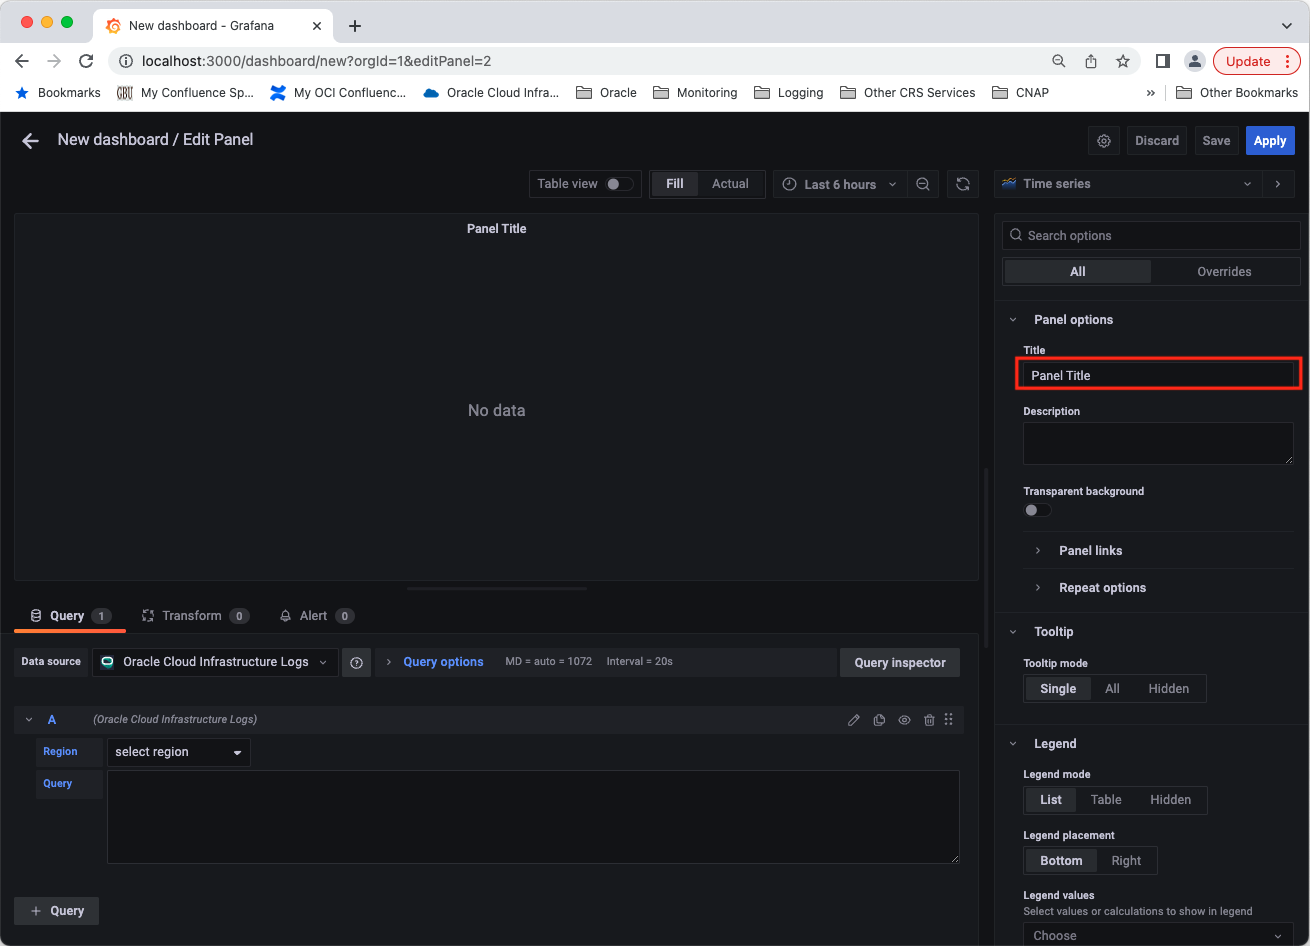 New dashboard - Grafana
localhost:3000/dashboard/new?orgId=1&editPanel=2
Update
Bookmarks My Confluence Sp... My OCI Confluenc... Oracle Cloud Infra... Oracle Monitoring Logging Other CRS Services CNAP » Other Bookmarks
New dashboard / Edit Panel Discard Save Apply
Table view Fill Actual Last 6 hours Time series
Panel Title
Search options
All Overrides
Panel options
Title
Panel Title
No data
Description
Transparent background
Panel links
Repeat options
Query 1 Transform 0 Alert 0
Tooltip
Data source Oracle Cloud Infrastructure Logs Query options MD = auto = 1072 Interval = 20s Query inspector
Tooltip mode
Single All Hidden
A (Oracle Cloud Infrastructure Logs)
Region select region
Query
Legend
Legend mode
List Table Hidden
Legend placement
Bottom Right
Legend values
Select values or calculations to show in legend
Choose
+ Query